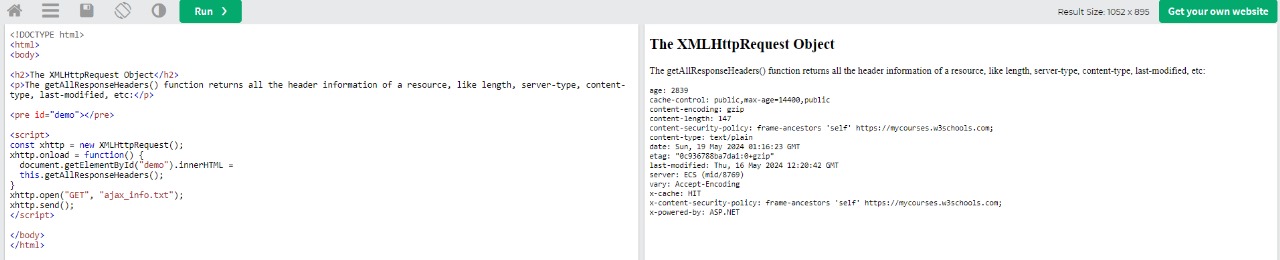 Run ❯
Result Size: 1052 x 895
Get your own website
<!DOCTYPE html>
<html>
<body>
<h2>The XMLHttpRequest Object</h2>
<p>The getAllResponseHeaders() function returns all the header information of a resource, like length, server-type, content-
type, last-modified, etc:</p>
<pre id="demo"></pre>
<script>
const xhttp = new XMLHttpRequest();
xhttp.onload = function() {
document.getElementById("demo").innerHTML =
this.getAllResponseHeaders();
}
xhttp.open("GET", "ajax_info.txt");
xhttp.send();
</script>
</body>
</html>
The XMLHttpRequest Object
The getAllResponseHeaders() function returns all the header information of a resource, like length, server-type, content-type, last-modified, etc:
age: 2839
cache-control: public,max-age=14400,public
content-encoding: gzip
content-length: 147
content-security-policy: frame-ancestors 'self' https://mycourses.w3schools.com;
content-type: text/plain
date: Sun, 19 May 2024 01:16:23 GMT
etag: "0c936788ba7da1:0+gzip"
last-modified: Thu, 16 May 2024 12:20:42 GMT
server: ECS (mid/8769)
vary: Accept-Encoding
x-cache: HIT
x-content-security-policy: frame-ancestors 'self' https://mycourses.w3schools.com;
x-powered-by: ASP.NET